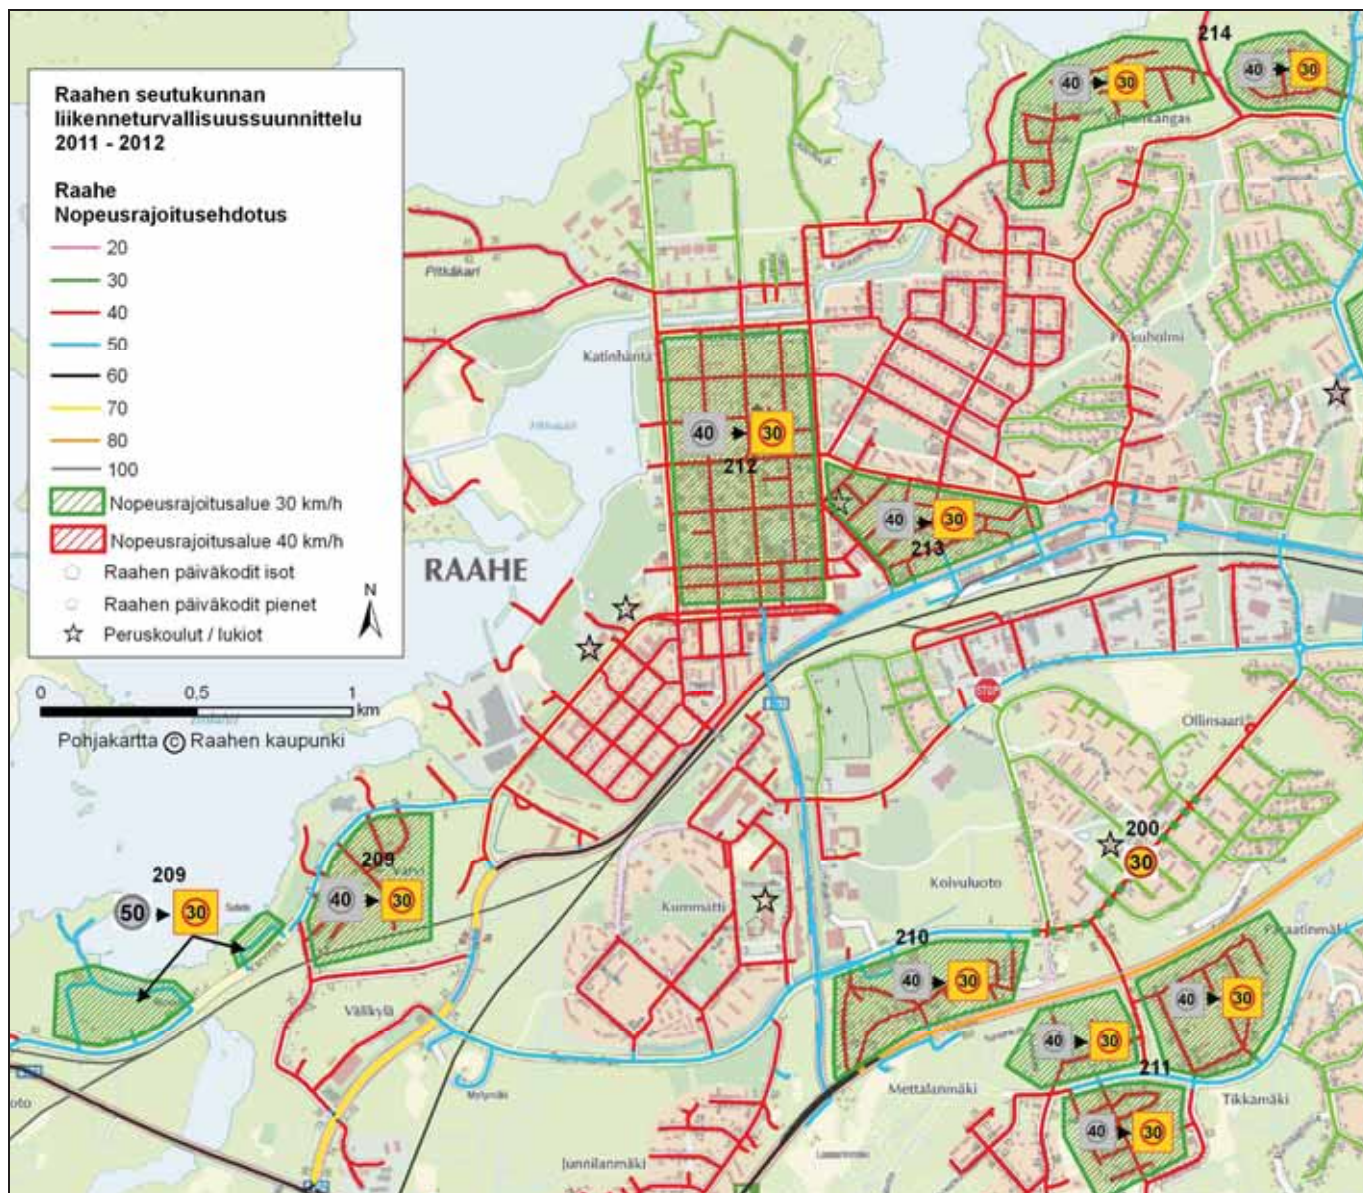 Raahen seutukunnan
liikenneturvallisuussuunnittelu
2011 - 2012
Raahe
Nopeusrajoitusehdotus
20
30
40
50
60
70
80
100
Nopeusrajoitusalue 30 km/h
Nopeusrajoitusalue 40 km/h
Raahen päiväkodit isot
Raahen päiväkodit pienet
Peruskoulut / lukiot
N
0 0,5 1
km
Pohjakartta © Raahen kaupunki
214
40 30
40 30
Pitkäkari
Katinhäntä
40 30
212
40 30
213
RAAHE
STOP
Ollinsaari
200
30
209
50 30
209
40 30
Kummatti
Koivuluoto
210
40 30
40 30
Välikylä
40 30
211
Mettalanmäki
Tikkamäki
40 30
Mylymäki
Junnilanmäki